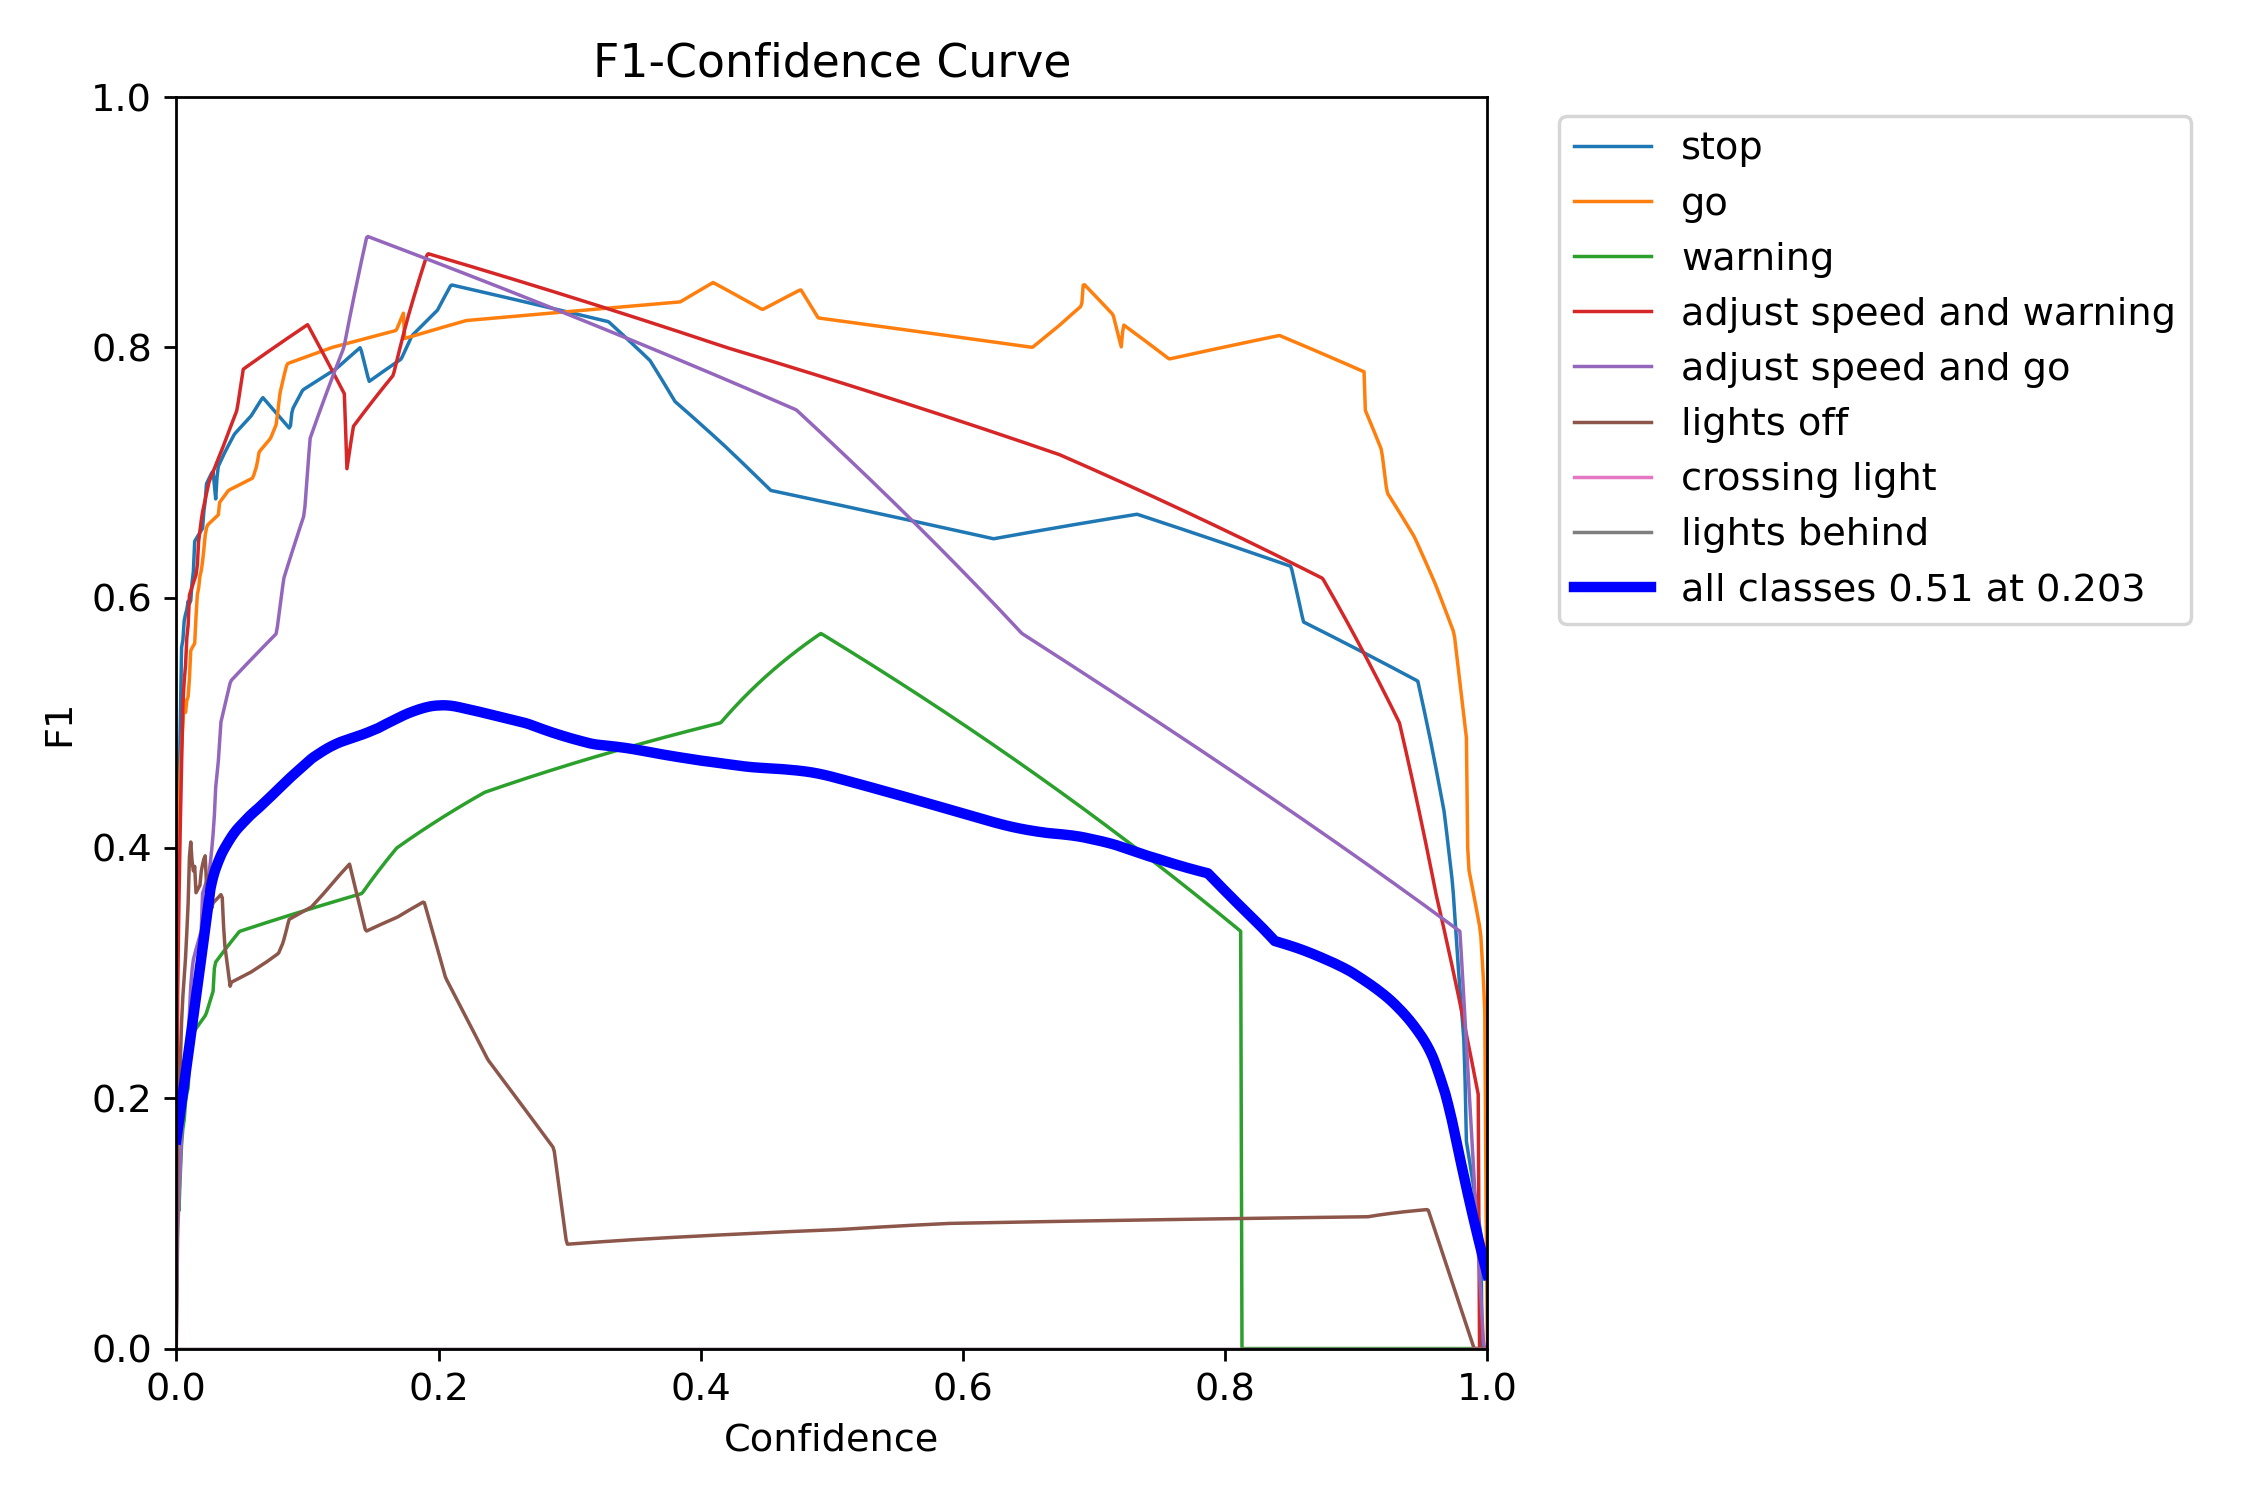 F1-Confidence Curve
1.0
0.8
0.6
0.4
0.2
0.0
F1
0.0 0.2 0.4 0.6 0.8 1.0
Confidence
stop
go
warning
adjust speed and warning
adjust speed and go
lights off
crossing light
lights behind
all classes 0.51 at 0.203